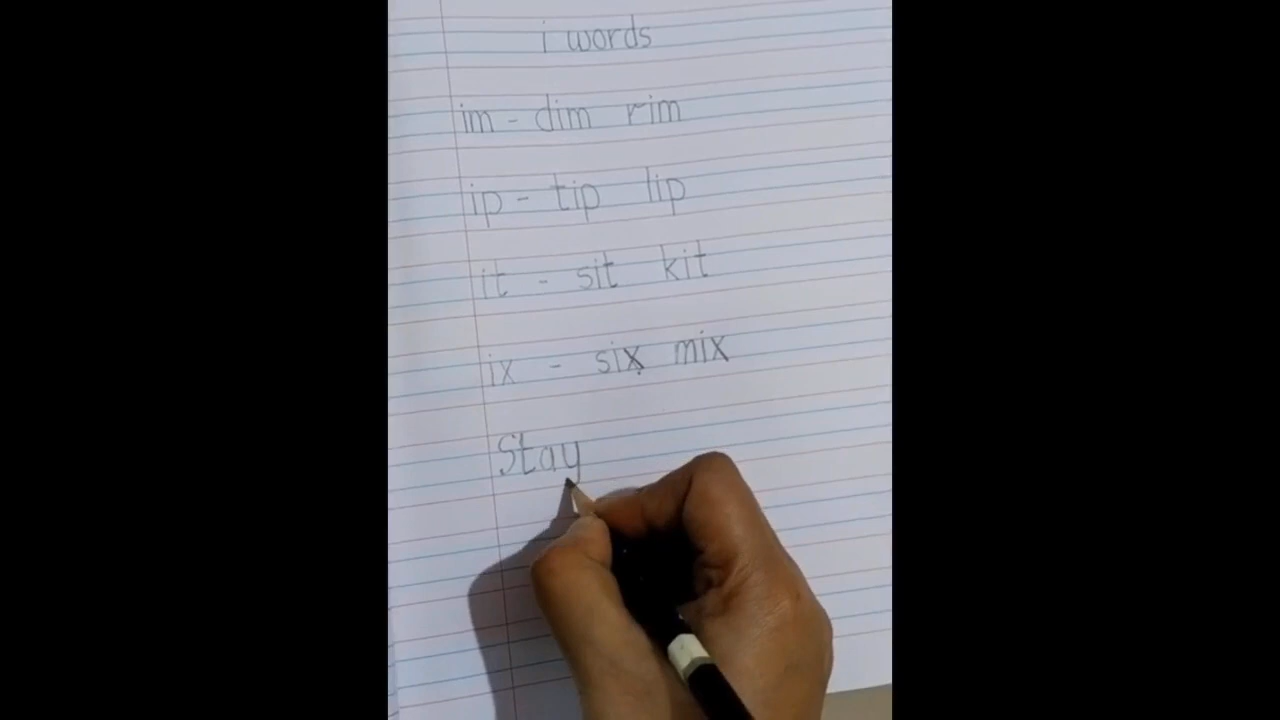 i words
im - dim rim
ip - tip lip
it - sit kit
ix - six mix
Stay